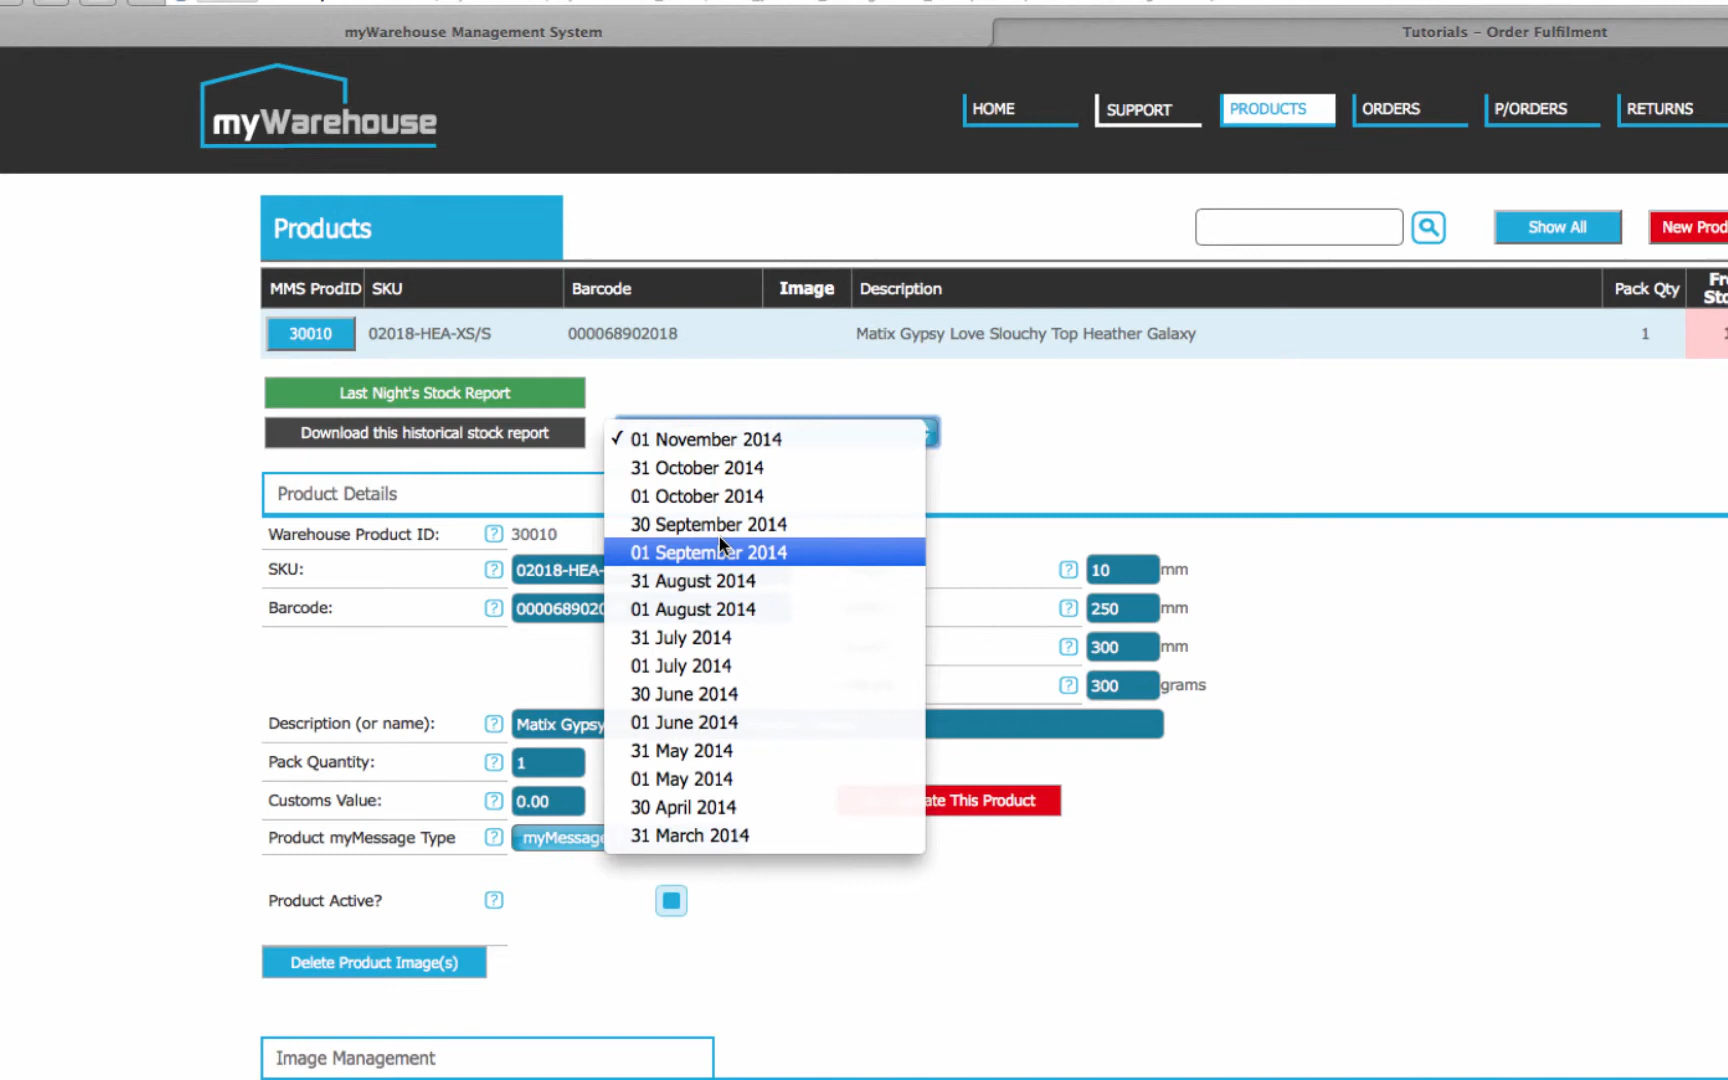 myWarehouse Management System
Tutorials – Order Fulfilment
myWarehouse
HOME
SUPPORT
PRODUCTS
ORDERS
P/ORDERS
RETURNS
Products
Show All
New Prod
MMS ProdID
SKU
Barcode
Image
Description
Pack Qty
30010
02018-HEA-XS/S
000068902018
Matix Gypsy Love Slouchy Top Heather Galaxy
1
Last Night's Stock Report
Download this historical stock report
✓ 01 November 2014
31 October 2014
01 October 2014
30 September 2014
01 September 2014
31 August 2014
01 August 2014
31 July 2014
01 July 2014
30 June 2014
01 June 2014
31 May 2014
01 May 2014
30 April 2014
31 March 2014
Product Details
Warehouse Product ID: ? 30010
SKU: ? 02018-HEA-
Barcode: ? 0000689020
? 10 mm
? 250 mm
? 300 mm
? 300 grams
Description (or name): ? Matix Gypsy
Pack Quantity: ? 1
Customs Value: ? 0.00
ate This Product
Product myMessage Type ? myMessage
Product Active? ?
Delete Product Image(s)
Image Management